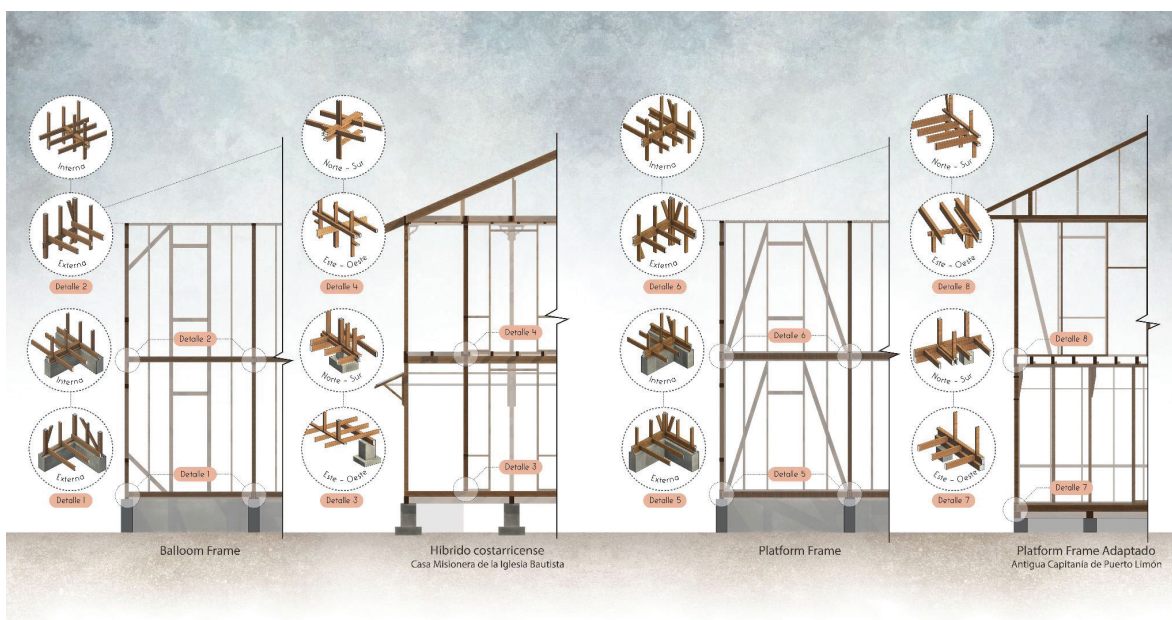 Interna
Externa
Detalle 2
Interna
Externa
Detalle 1
Detalle 2
Detalle 1
Balloom Frame
Norte - Sur
Este - Oeste
Detalle 4
Norte - Sur
Este - Oeste
Detalle 3
Detalle 4
Detalle 3
Híbrido costarricense
Casa Misionera de la Iglesia Bautista
Interna
Externa
Detalle 6
Interna
Externa
Detalle 5
Detalle 6
Detalle 5
Platform Frame
Norte - Sur
Este - Oeste
Detalle 8
Norte - Sur
Este - Oeste
Detalle 7
Detalle 8
Detalle 7
Platform Frame Adaptado
Antigua Capitanía de Puerto Limón